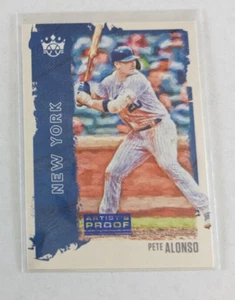 NEW YORK
ARTIST'S
PROOF
PETE ALONSO